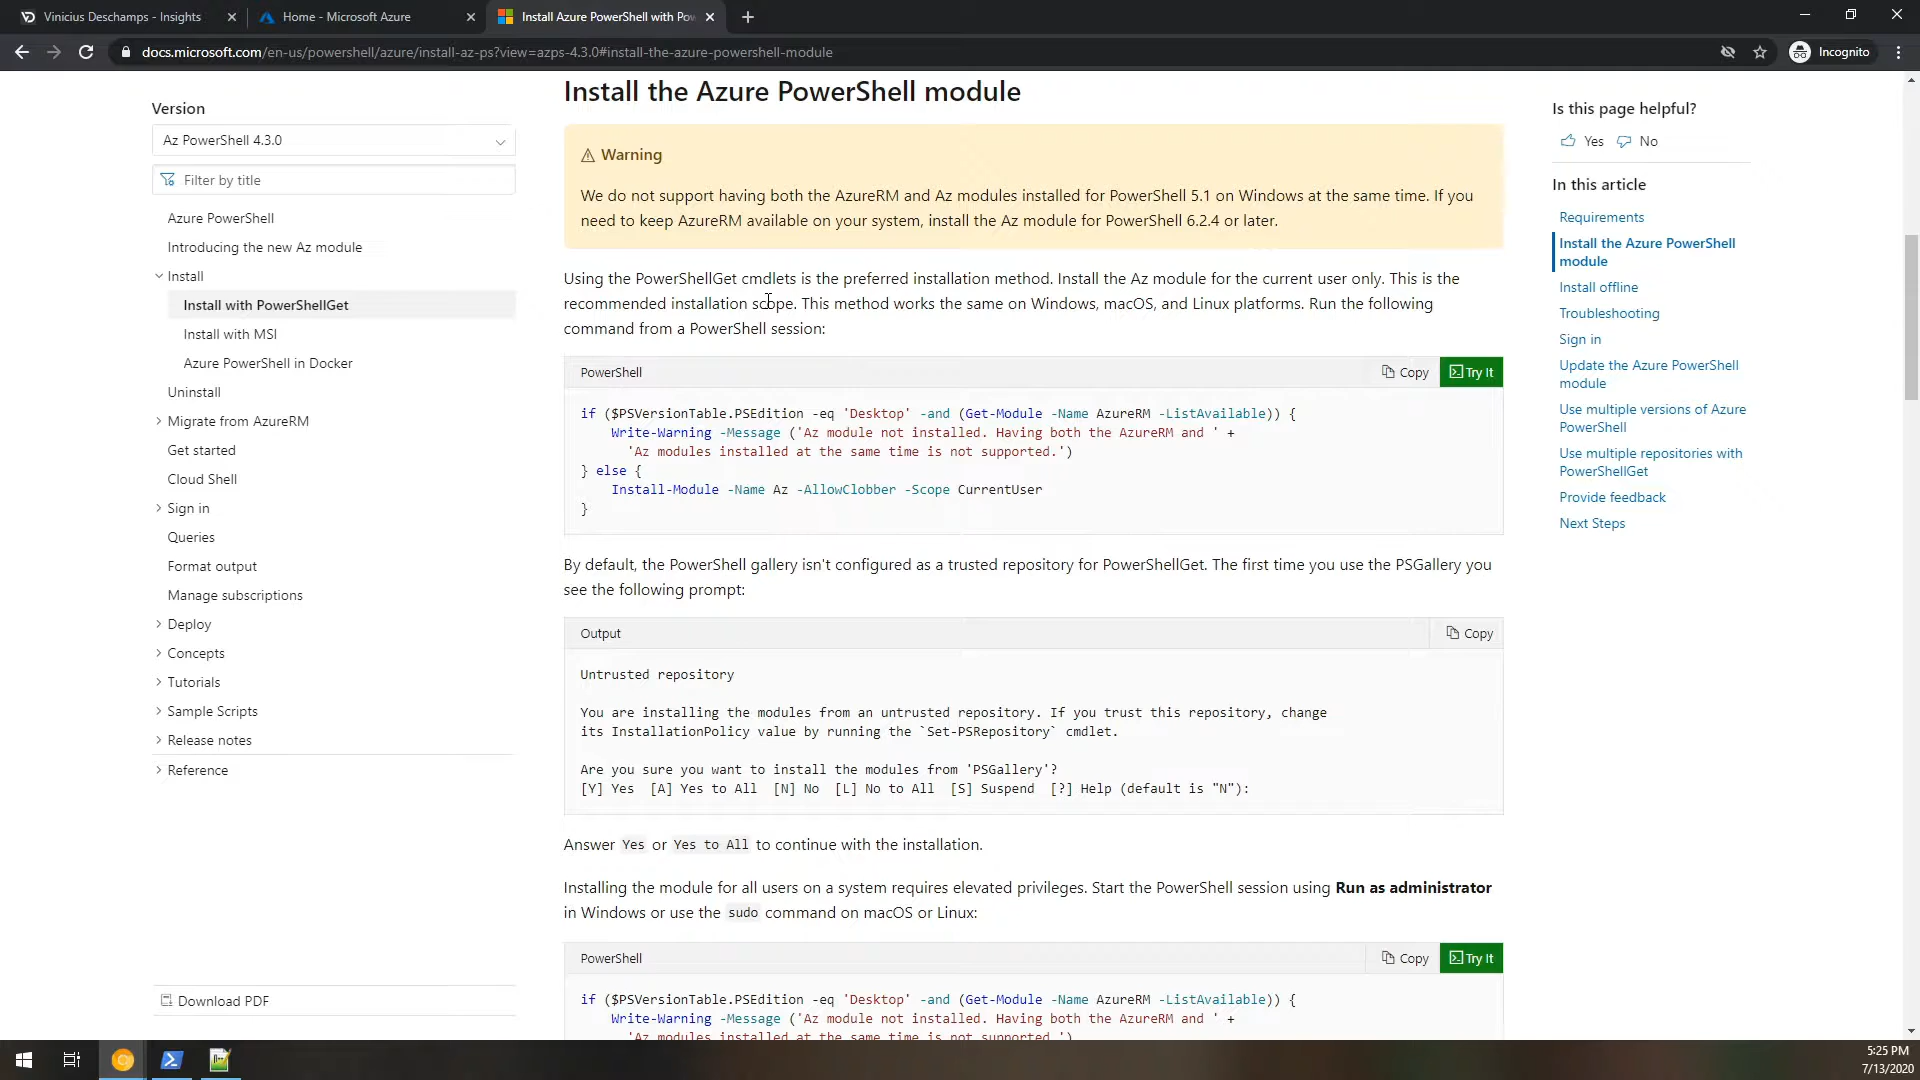 Vinicius Deschamps - Insights
Home - Microsoft Azure
Install Azure PowerShell with Pow
docs.microsoft.com/en-us/powershell/azure/install-az-ps?view=azps-4.3.0#install-the-azure-powershell-module
Incognito
Version
Az PowerShell 4.3.0
Filter by title
Azure PowerShell
Introducing the new Az module
Install
Install with PowerShellGet
Install with MSI
Azure PowerShell in Docker
Uninstall
Migrate from AzureRM
Get started
Cloud Shell
Sign in
Queries
Format output
Manage subscriptions
Deploy
Concepts
Tutorials
Sample Scripts
Release notes
Reference
Download PDF
Install the Azure PowerShell module
Warning
We do not support having both the AzureRM and Az modules installed for PowerShell 5.1 on Windows at the same time. If you
need to keep AzureRM available on your system, install the Az module for PowerShell 6.2.4 or later.
Using the PowerShellGet cmdlets is the preferred installation method. Install the Az module for the current user only. This is the
recommended installation scope. This method works the same on Windows, macOS, and Linux platforms. Run the following
command from a PowerShell session:
PowerShell
Copy
Try It
if ($PSVersionTable.PSEdition -eq 'Desktop' -and (Get-Module -Name AzureRM -ListAvailable)) {
Write-Warning -Message ('Az module not installed. Having both the AzureRM and ' +
'Az modules installed at the same time is not supported.')
} else {
Install-Module -Name Az -AllowClobber -Scope CurrentUser
}
By default, the PowerShell gallery isn't configured as a trusted repository for PowerShellGet. The first time you use the PSGallery you
see the following prompt:
Output
Copy
Untrusted repository
You are installing the modules from an untrusted repository. If you trust this repository, change
its InstallationPolicy value by running the `Set-PSRepository` cmdlet.
Are you sure you want to install the modules from 'PSGallery'?
[Y] Yes [A] Yes to All [N] No [L] No to All [S] Suspend [?] Help (default is "N"):
Answer Yes or Yes to All to continue with the installation.
Installing the module for all users on a system requires elevated privileges. Start the PowerShell session using Run as administrator
in Windows or use the sudo command on macOS or Linux:
PowerShell
Copy
Try It
if ($PSVersionTable.PSEdition -eq 'Desktop' -and (Get-Module -Name AzureRM -ListAvailable)) {
Write-Warning -Message ('Az module not installed. Having both the AzureRM and ' +
'Az modules installed at the same time is not supported.')
Is this page helpful?
Yes
No
In this article
Requirements
Install the Azure PowerShell
module
Install offline
Troubleshooting
Sign in
Update the Azure PowerShell
module
Use multiple versions of Azure
PowerShell
Use multiple repositories with
PowerShellGet
Provide feedback
Next Steps
5:25 PM
7/13/2020